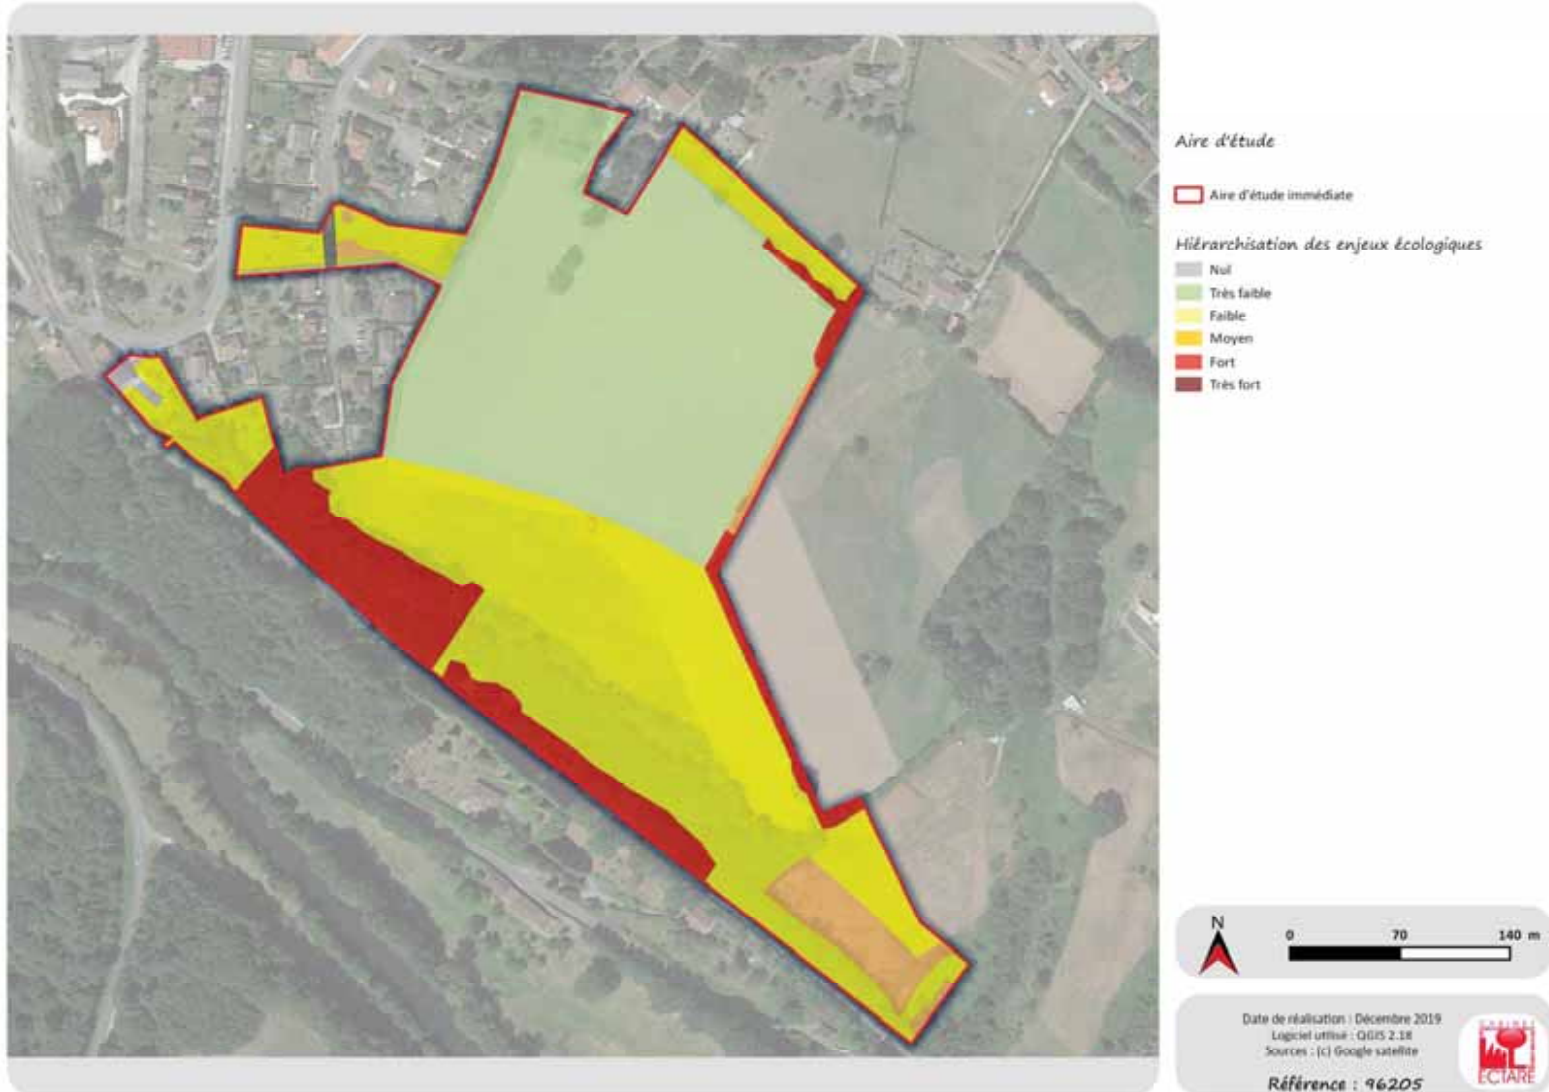 Aire d'étude
Aire d'étude immédiate
Hiérarchisation des enjeux écologiques
Nul
Très faible
Faible
Moyen
Fort
Très fort
N
0 70 140 m
Date de réalisation : Décembre 2019
Logiciel utilisé : QGIS 2.18
Sources : (c) Google satellite
Référence : 96205
CABINET
ECTARE